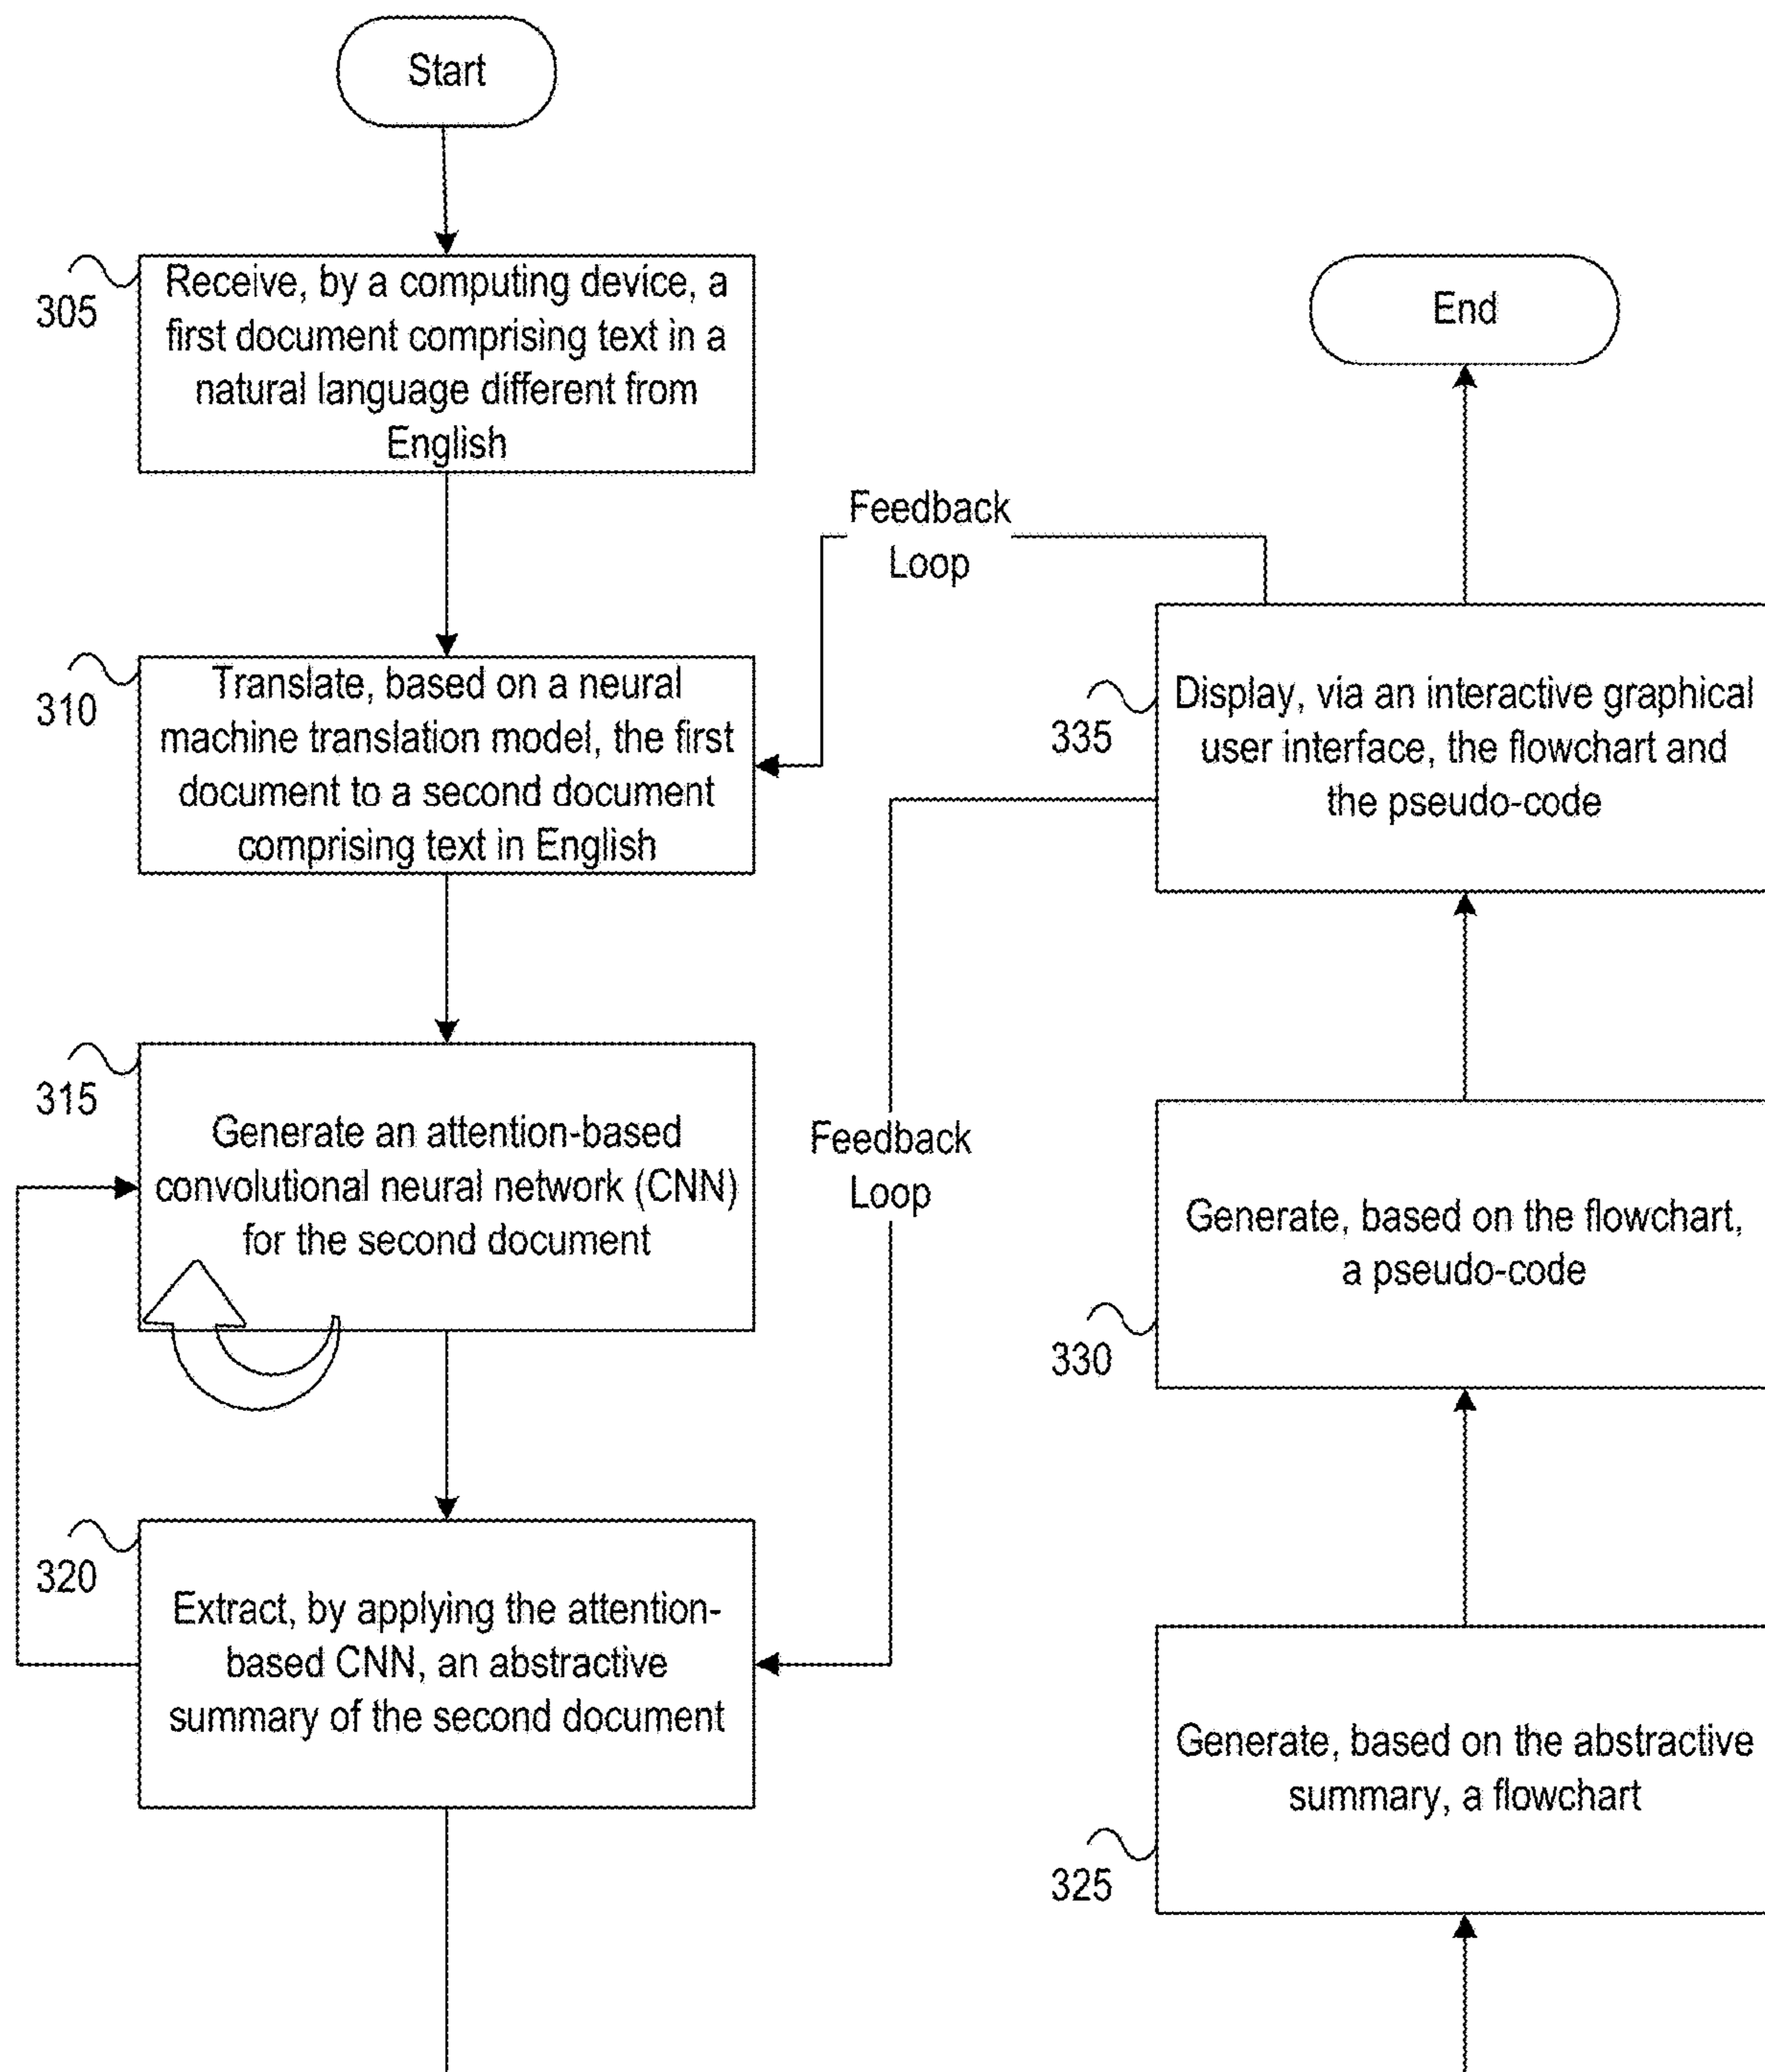 Start
305
Receive, by a computing device, a
first document comprising text in a
natural language different from
English
310
Translate, based on a neural
machine translation model, the first
document to a second document
comprising text in English
315
Generate an attention-based
convolutional neural network (CNN)
for the second document
320
Extract, by applying the attention-
based CNN, an abstractive
summary of the second document
Feedback
Loop
Feedback
Loop
End
335
Display, via an interactive graphical
user interface, the flowchart and
the pseudo-code
330
Generate, based on the flowchart,
a pseudo-code
325
Generate, based on the abstractive
summary, a flowchart